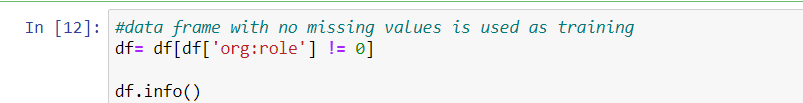 In [12]: #data frame with no missing values is used as training
df= df[df['org:role'] != 0]
df.info()